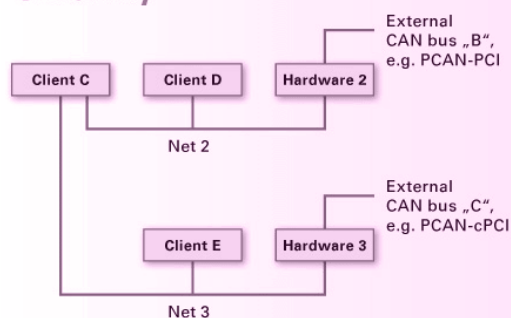 External
CAN bus „B“,
e.g. PCAN-PCI
Client C
Client D
Hardware 2
Net 2
External
CAN bus „C“,
e.g. PCAN-cPCI
Client E
Hardware 3
Net 3